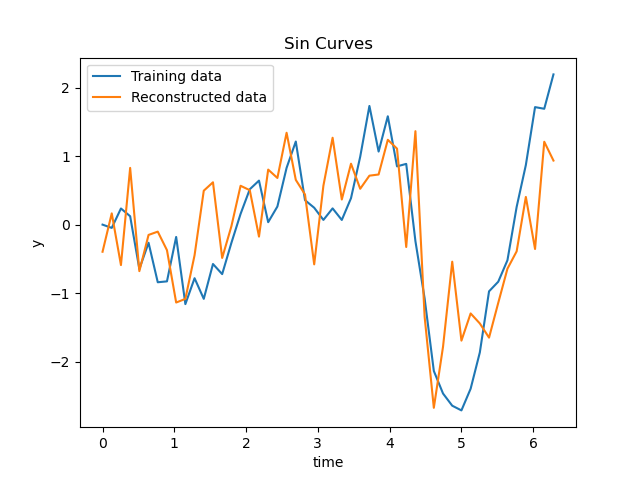 Sin Curves
Training data
Reconstructed data
2
1
0
−1
−2
y
0 1 2 3 4 5 6
time